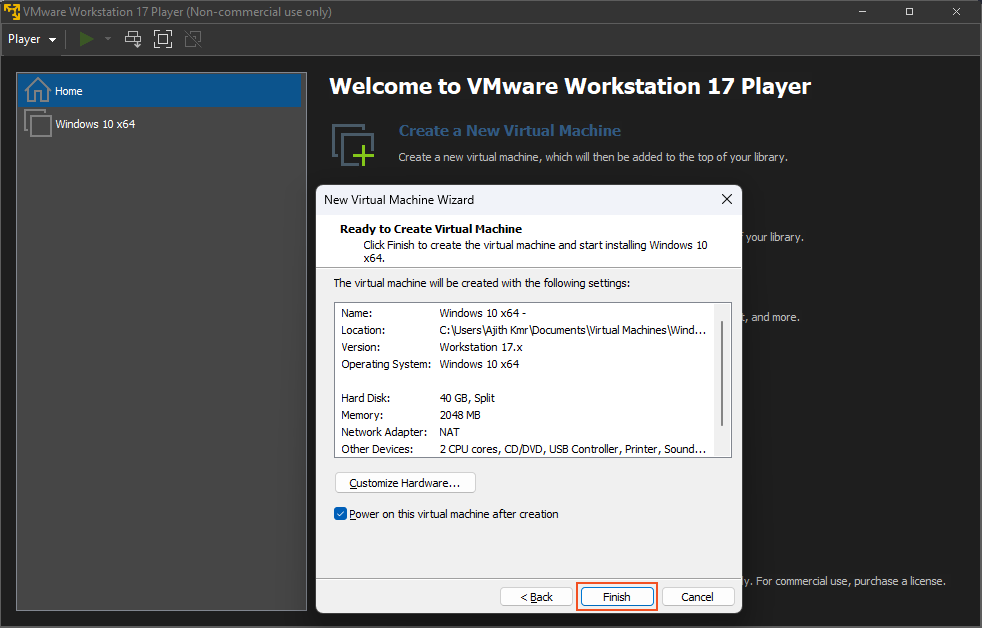 VMware Workstation 17 Player (Non-commercial use only)
Player
Home
Windows 10 x64
Welcome to VMware Workstation 17 Player
Create a New Virtual Machine
Create a new virtual machine, which will then be added to the top of your library.
your library.
, and more.
For commercial use, purchase a license.
New Virtual Machine Wizard
Ready to Create Virtual Machine
Click Finish to create the virtual machine and start installing Windows 10
x64.
The virtual machine will be created with the following settings:
Name: Windows 10 x64 -
Location: C:\Users\Ajith Kmr\Documents\Virtual Machines\Wind...
Version: Workstation 17.x
Operating System: Windows 10 x64
Hard Disk: 40 GB, Split
Memory: 2048 MB
Network Adapter: NAT
Other Devices: 2 CPU cores, CD/DVD, USB Controller, Printer, Sound...
Customize Hardware...
Power on this virtual machine after creation
< Back
Finish
Cancel